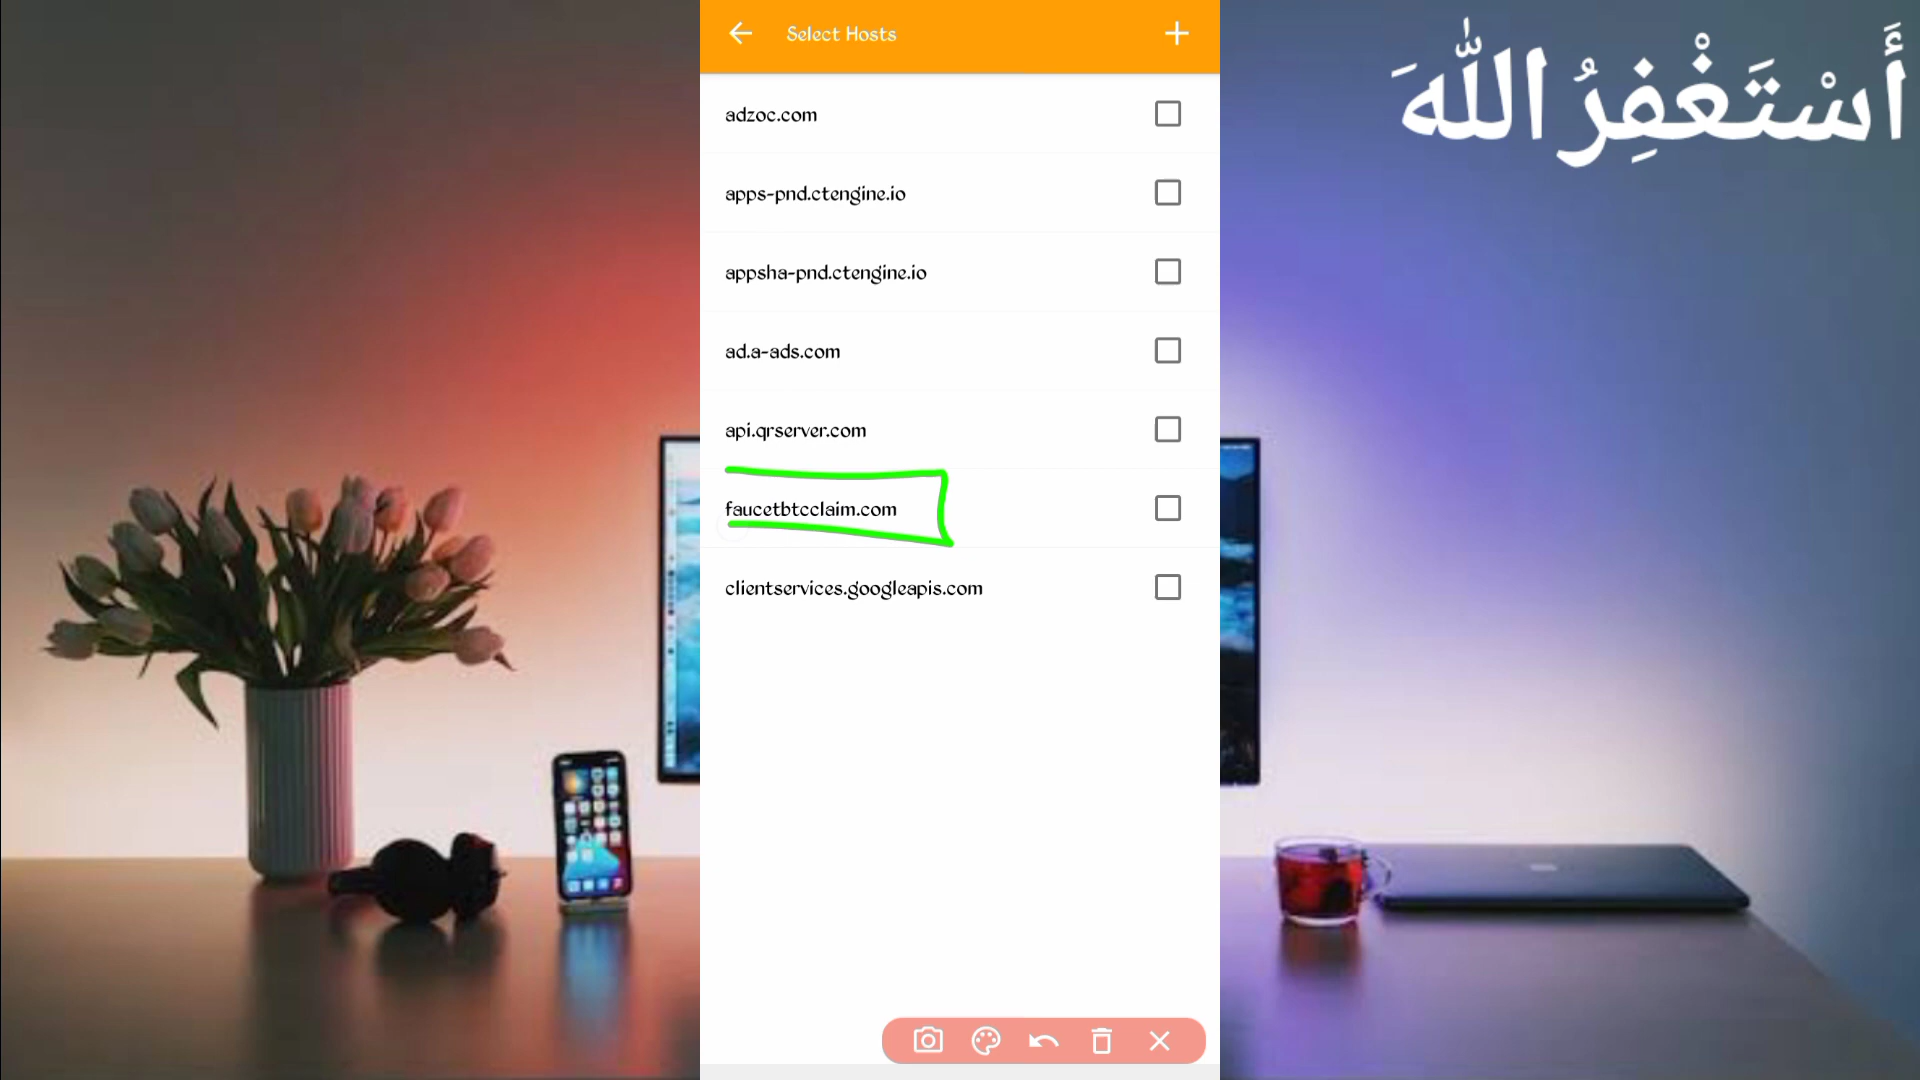 Select Hosts
أَسْتَغْفِرُ اللّٰهَ
adzoc.com
apps-pnd.ctengine.io
appsha-pnd.ctengine.io
ad.a-ads.com
api.qrserver.com
faucetbtcclaim.com
clientservices.googleapis.com